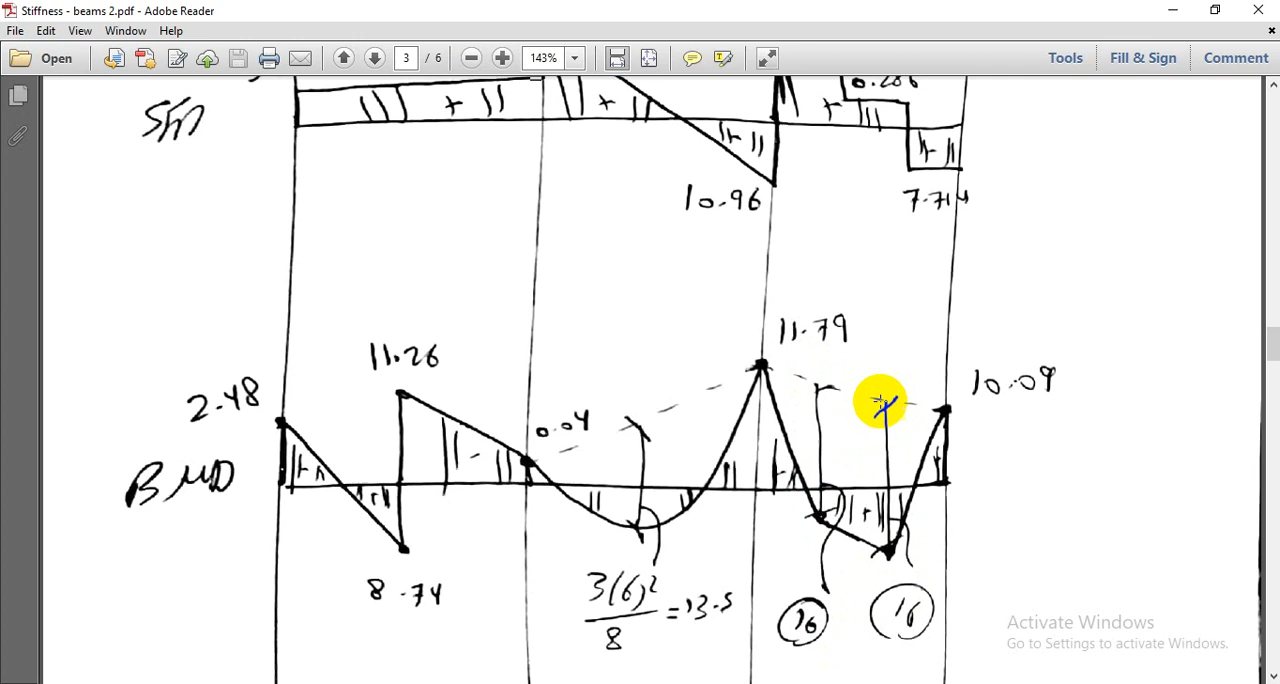 Stiffness - beams 2.pdf - Adobe Reader
File Edit View Window Help
Open 3 / 6 143% Tools Fill & Sign Comment
0.286
+ + +
SFD
10.96
7.714
11.79
11.26
10.09
2.48
0.04
BMD
-
+
8.74
3(6)²/8 = 13.5
16 16
Activate Windows
Go to Settings to activate Windows.